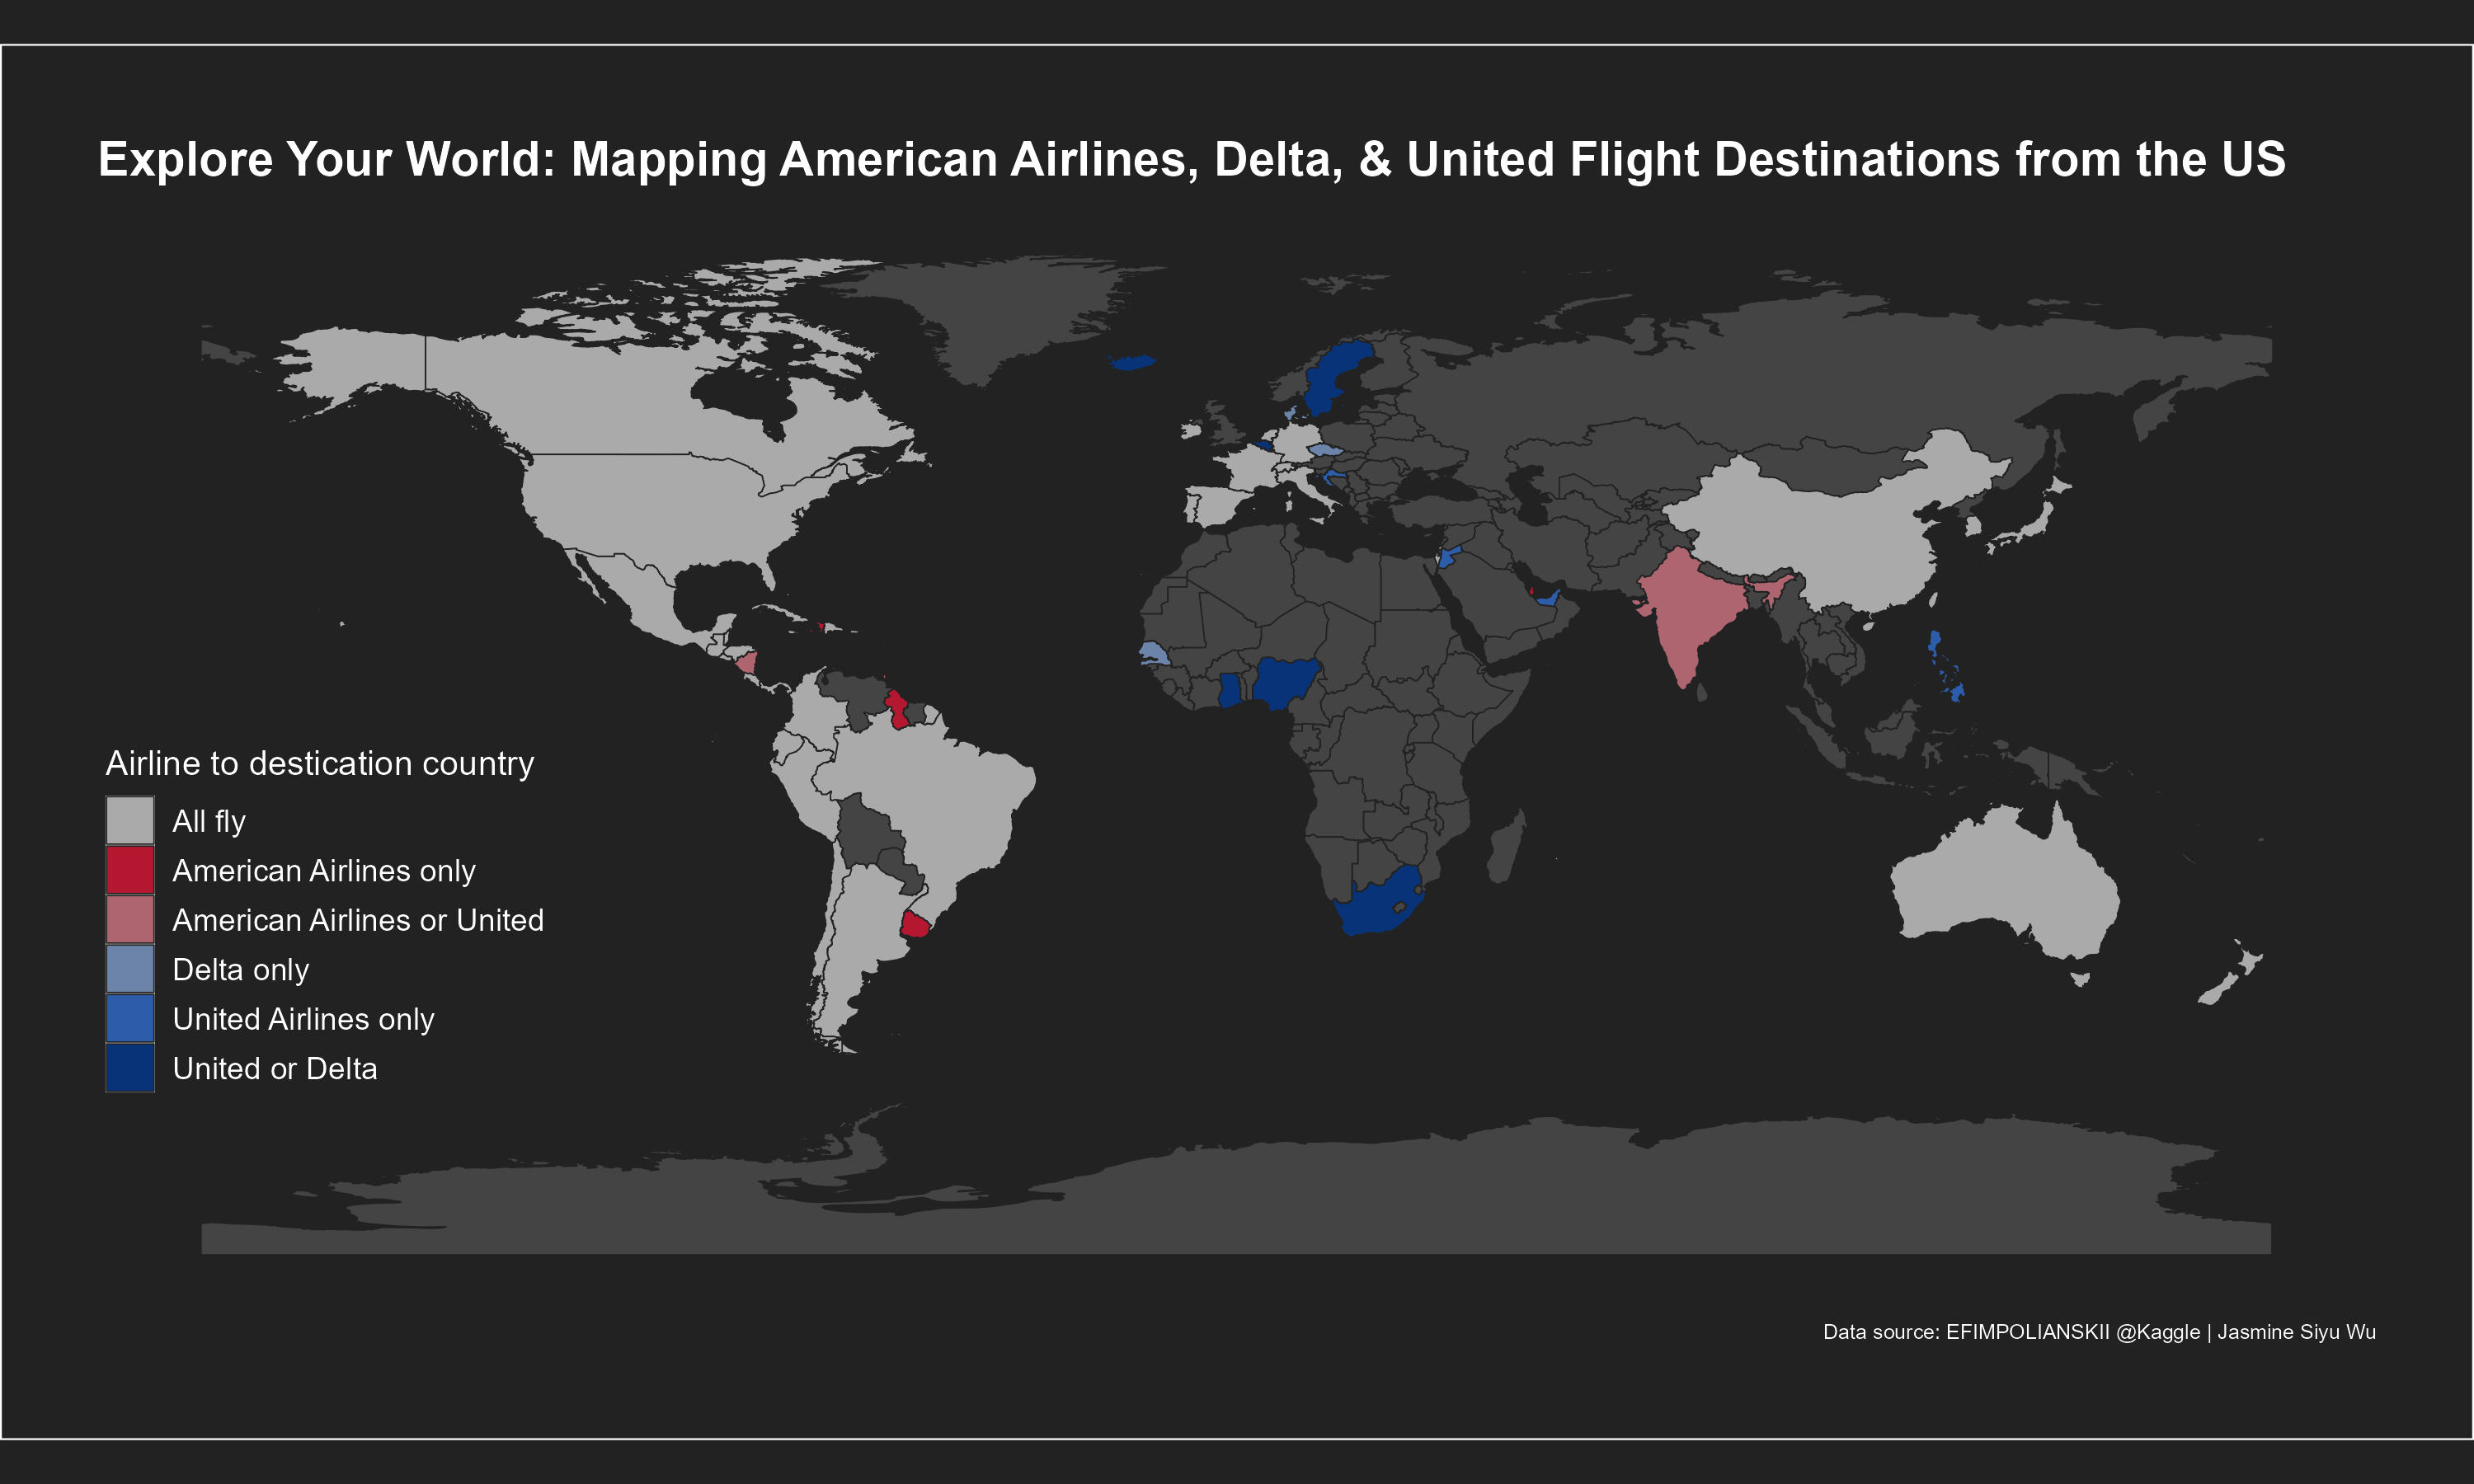 Explore Your World: Mapping American Airlines, Delta, & United Flight Destinations from the US
Airline to destication country
All fly
American Airlines only
American Airlines or United
Delta only
United Airlines only
United or Delta
Data source: EFIMPOLIANSKII @Kaggle | Jasmine Siyu Wu